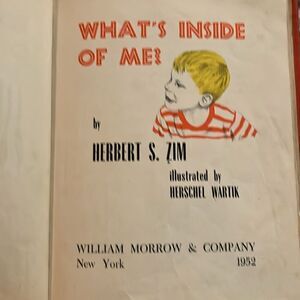 WHAT'S INSIDE
OF ME?
by
HERBERT S. ZIM
illustrated by
HERSCHEL WARTIK
WILLIAM MORROW & COMPANY
New York 1952